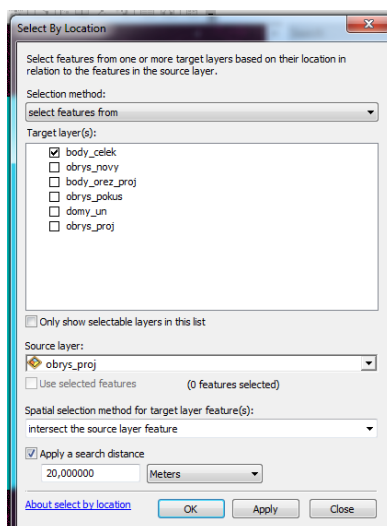 Select By Location
Select features from one or more target layers based on their location in
relation to the features in the source layer.
Selection method:
select features from
Target layer(s):
body_celek
obrys_novy
body_orez_proj
obrys_pokus
domy_un
obrys_proj
Only show selectable layers in this list
Source layer:
obrys_proj
Use selected features (0 features selected)
Spatial selection method for target layer feature(s):
intersect the source layer feature
Apply a search distance
20,000000 Meters
About select by location OK Apply Close